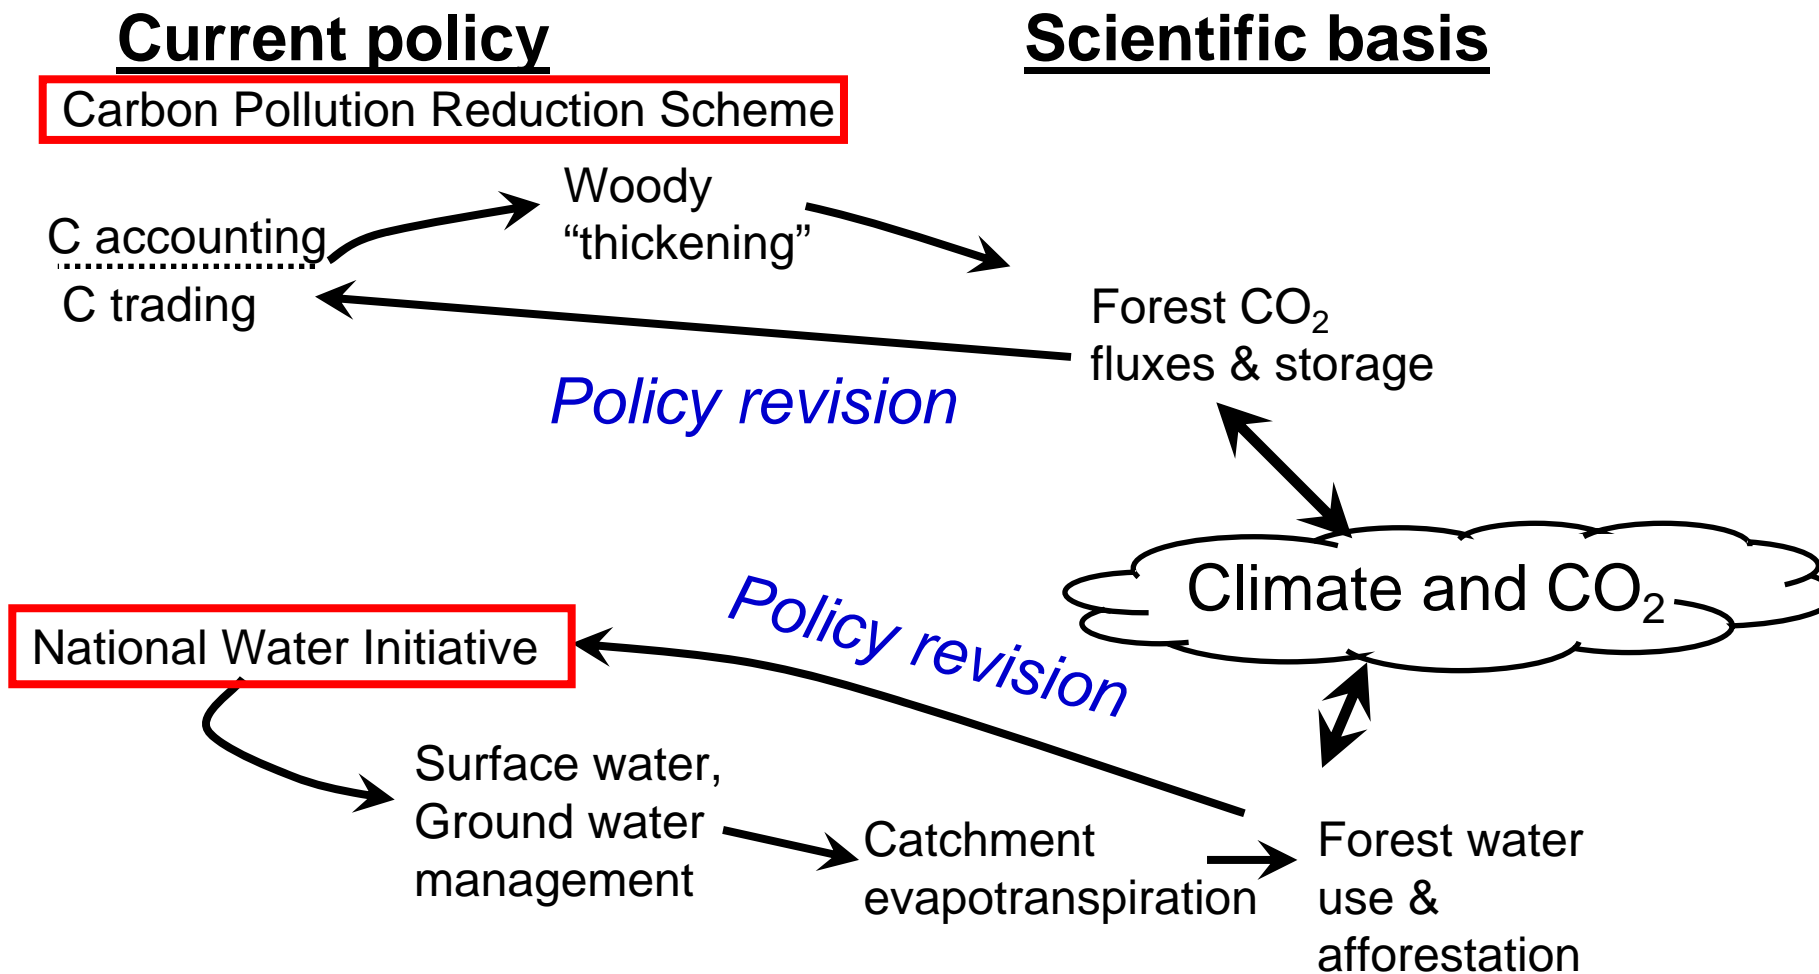 Current policy
Scientific basis
Carbon Pollution Reduction Scheme
Woody
“thickening”
C accounting
C trading
Forest CO₂
fluxes & storage
Policy revision
Climate and CO₂
Policy revision
National Water Initiative
Surface water,
Ground water
management
Catchment
evapotranspiration
Forest water
use &
afforestation